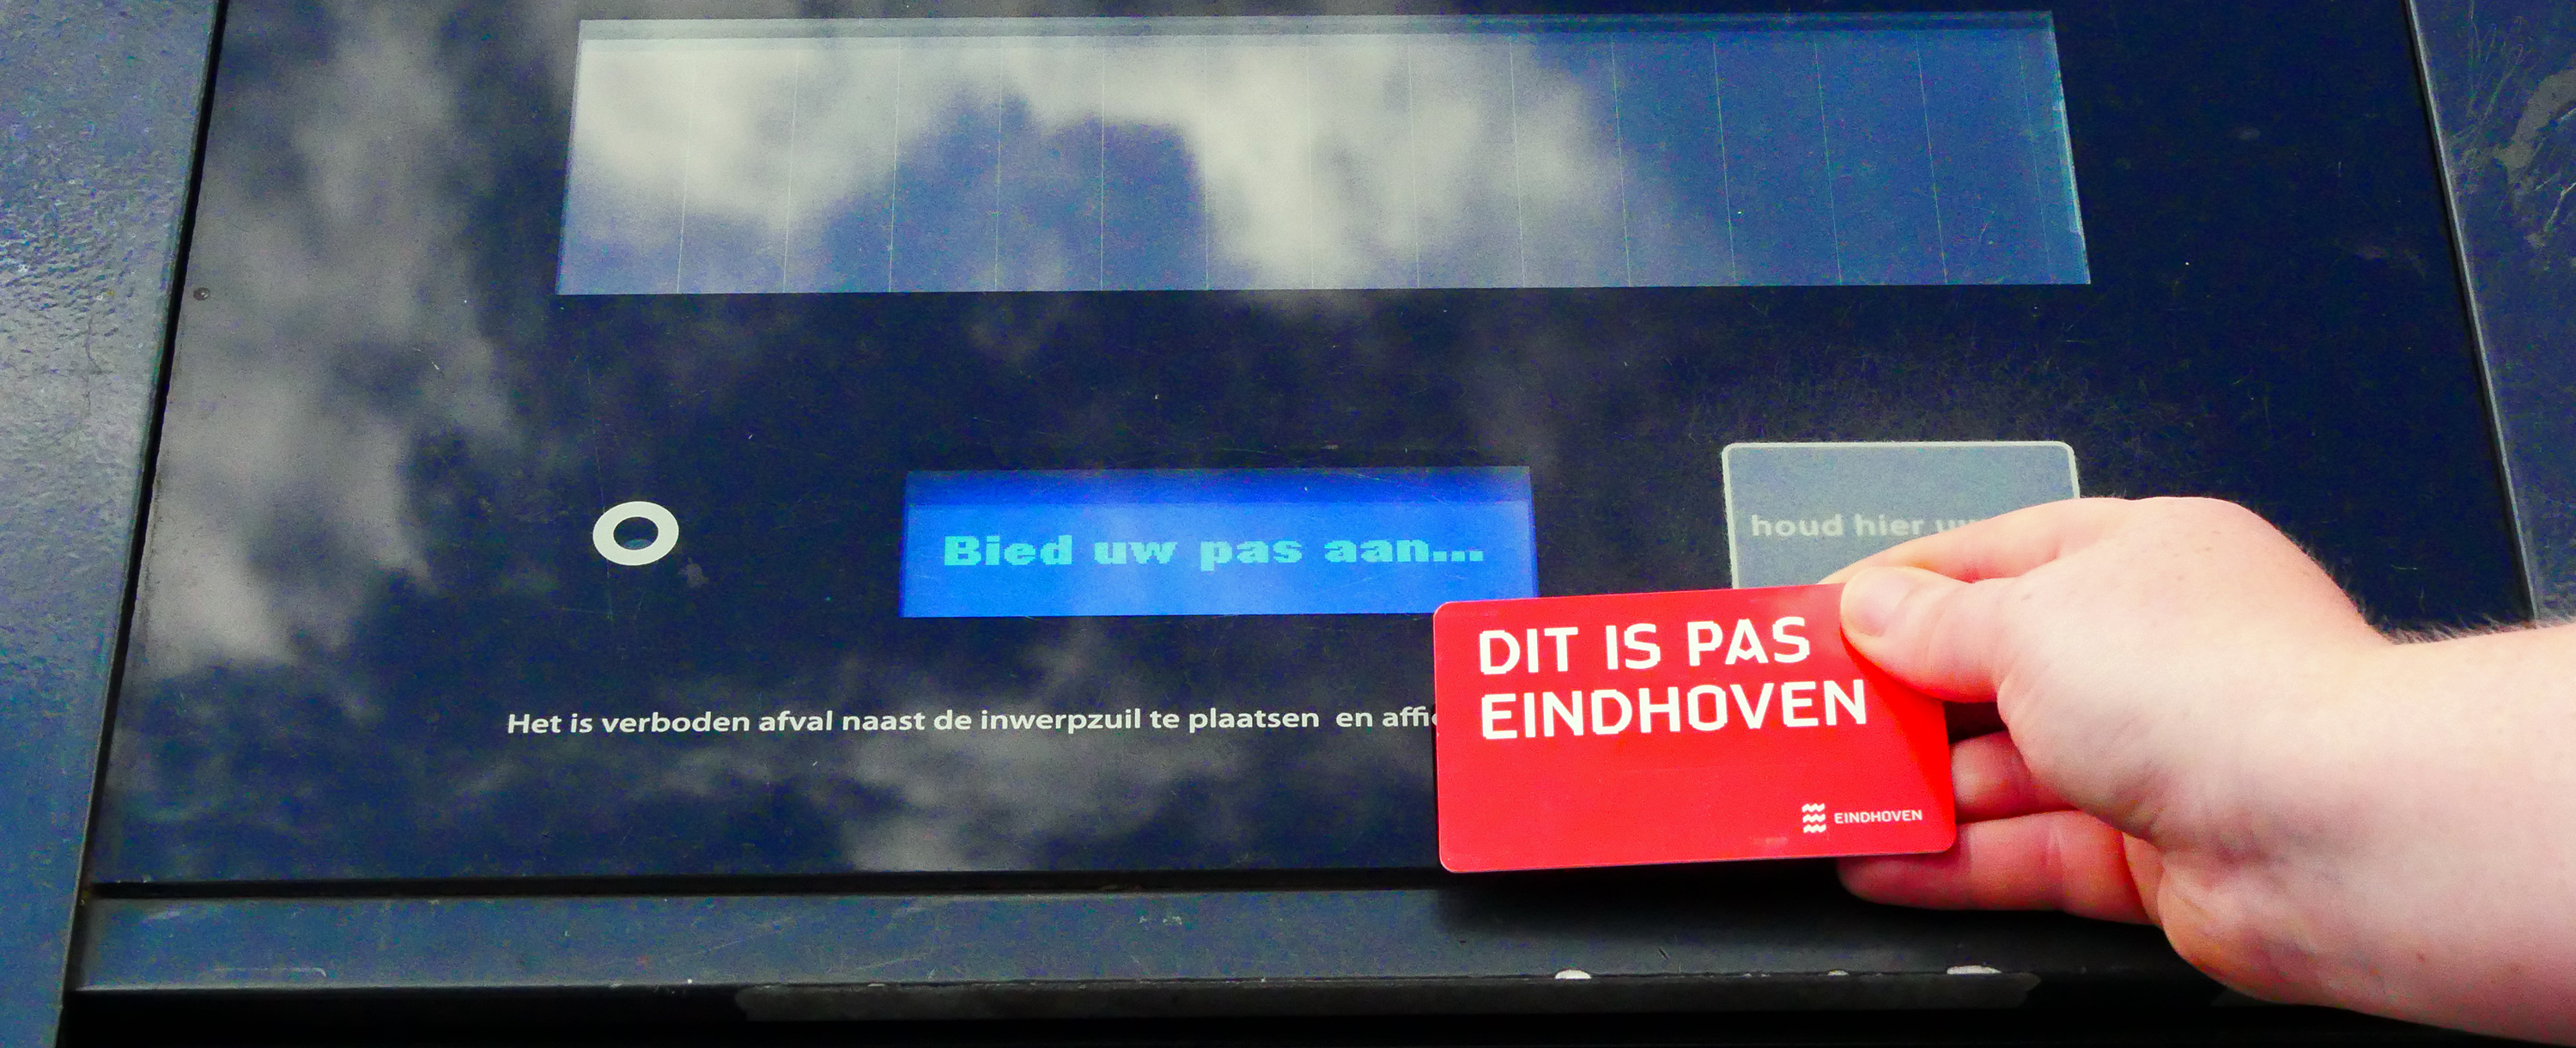 houd hier
Bied uw pas aan...
DIT IS PAS
EINDHOVEN
Het is verboden afval naast de inwerpzuil te plaatsen en
EINDHOVEN